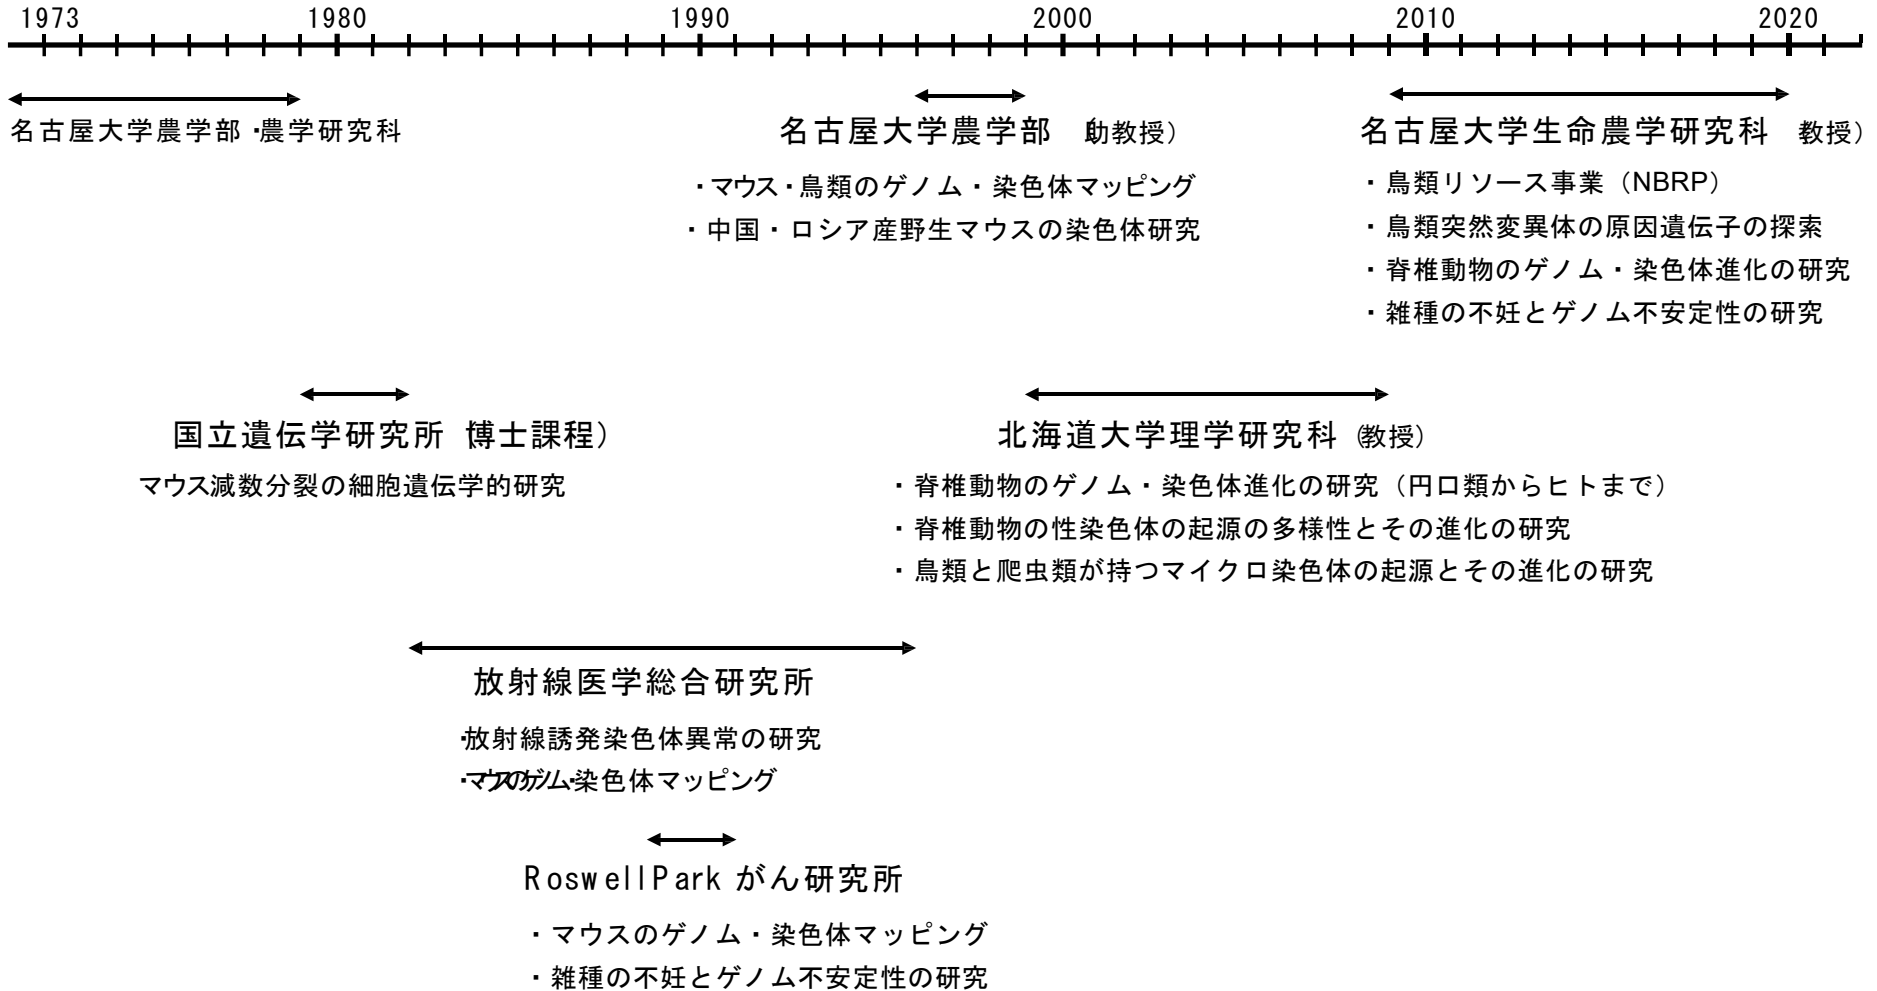 1973 1980 1990 2000 2010 2020
名古屋大学農学部・農学研究科
名古屋大学農学部 (助教授)
・マウス・鳥類のゲノム・染色体マッピング
・中国・ロシア産野生マウスの染色体研究
名古屋大学生命農学研究科 (教授)
・鳥類リソース事業（NBRP）
・鳥類突然変異体の原因遺伝子の探索
・脊椎動物のゲノム・染色体進化の研究
・雑種の不妊とゲノム不安定性の研究
国立遺伝学研究所 (博士課程)
マウス減数分裂の細胞遺伝学的研究
北海道大学理学研究科 (教授)
・脊椎動物のゲノム・染色体進化の研究（円口類からヒトまで）
・脊椎動物の性染色体の起源の多様性とその進化の研究
・鳥類と爬虫類が持つマイクロ染色体の起源とその進化の研究
放射線医学総合研究所
・放射線誘発染色体異常の研究
・マウスのゲノム・染色体マッピング
RoswellPark がん研究所
・マウスのゲノム・染色体マッピング
・雑種の不妊とゲノム不安定性の研究